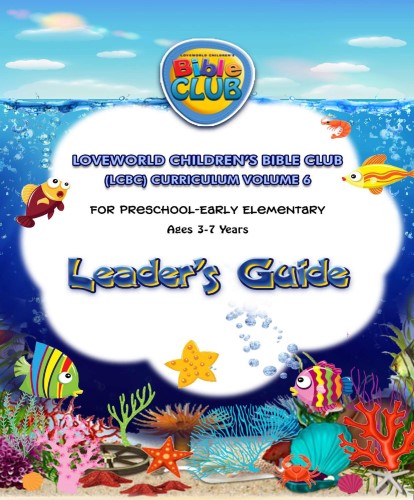 LOVEWORLD CHILDREN'S
Bible
CLUB
LOVEWORLD CHILDREN'S BIBLE CLUB
(LCBC) CURRICULUM VOLUME 6
FOR PRESCHOOL-EARLY ELEMENTARY
Ages 3-7 Years
Leader's Guide